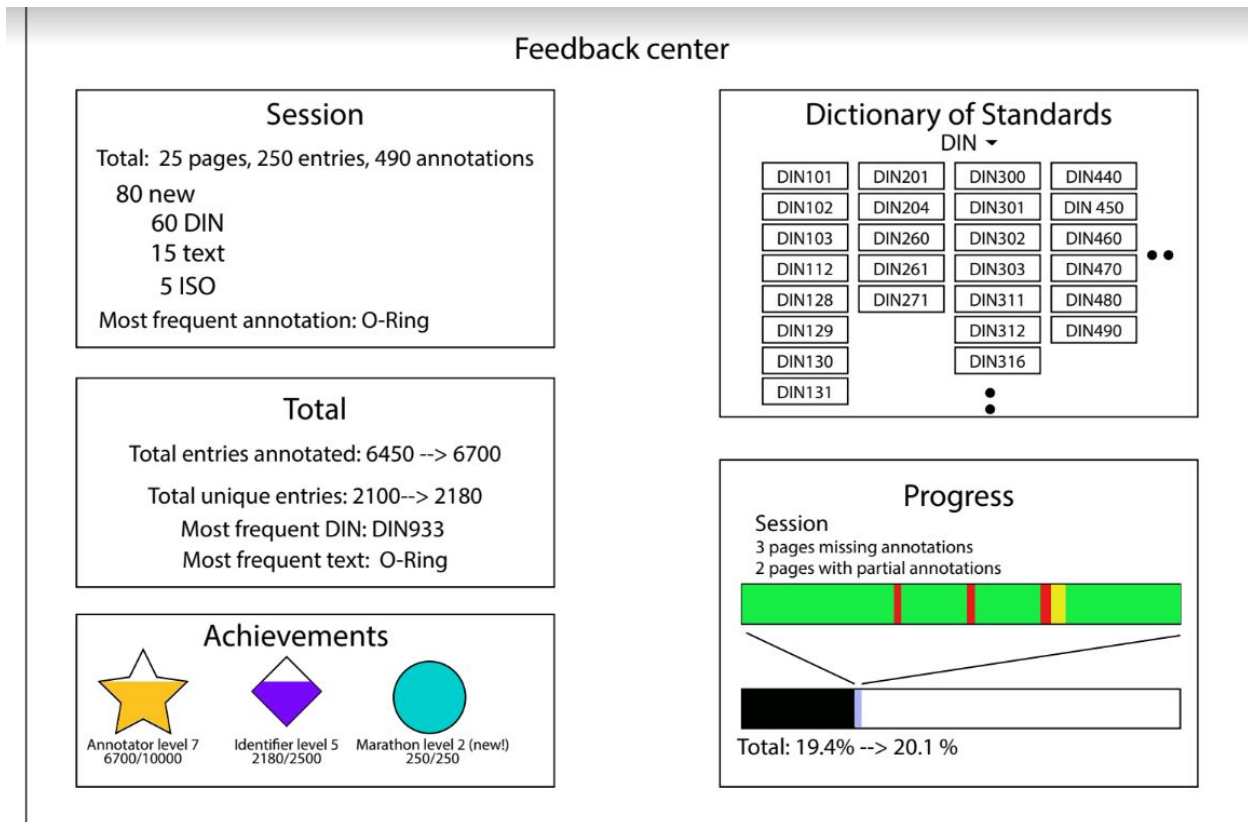 Feedback center
Session
Total: 25 pages, 250 entries, 490 annotations
80 new
60 DIN
15 text
5 ISO
Most frequent annotation: O-Ring
Total
Total entries annotated: 6450 --> 6700
Total unique entries: 2100--> 2180
Most frequent DIN: DIN933
Most frequent text: O-Ring
Achievements
Annotator level 7
6700/10000
Identifier level 5
2180/2500
Marathon level 2 (new!)
250/250
Dictionary of Standards
DIN
DIN101 DIN201 DIN300 DIN440
DIN102 DIN204 DIN301 DIN 450
DIN103 DIN260 DIN302 DIN460
DIN112 DIN261 DIN303 DIN470
DIN128 DIN271 DIN311 DIN480
DIN129 DIN312 DIN490
DIN130 DIN316
DIN131
Progress
Session
3 pages missing annotations
2 pages with partial annotations
Total: 19.4% --> 20.1 %